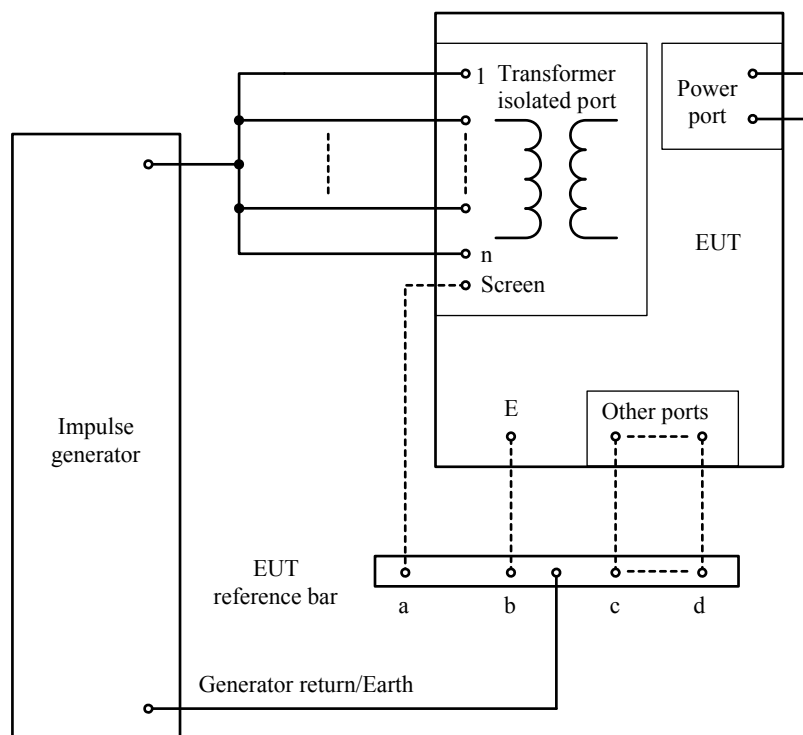 1
Transformer
isolated port
Power
port
n
EUT
Screen
E
Other ports
Impulse
generator
EUT
reference bar
a
b
c
d
Generator return/Earth